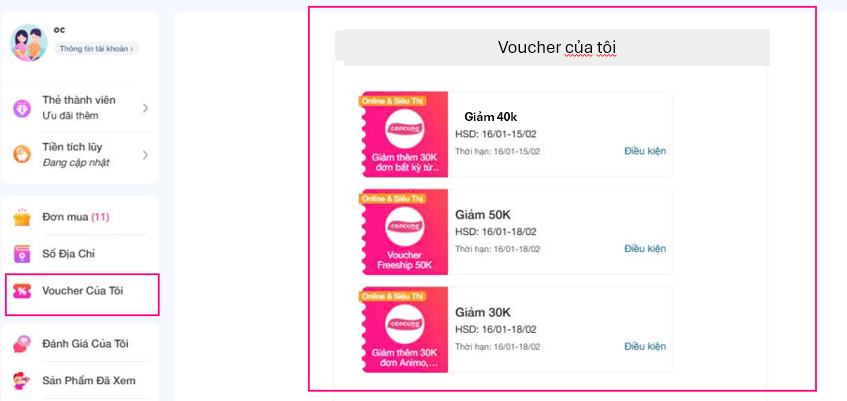 oc
Thông tin tài khoản >
Thẻ thành viên
Ưu đãi thêm
Tiền tích lũy
Đang cập nhật
Đơn mua (11)
Sổ Địa Chỉ
Voucher Của Tôi
Đánh Giá Của Tôi
Sản Phẩm Đã Xem
Voucher của tôi
Online & Siêu Thị
concung
Giảm thêm 30K
đơn bất kỳ từ..
Giảm 40k
HSD: 16/01-15/02
Thời hạn: 16/01-15/02
Điều kiện
Online & Siêu Thị
concung
Voucher
Freeship 50K
Giảm 50K
HSD: 16/01-18/02
Thời hạn: 16/01-18/02
Điều kiện
Online & Siêu Thị
concung
Giảm thêm 30K
đơn Animo,...
Giảm 30K
HSD: 16/01-18/02
Thời hạn: 16/01-18/02
Điều kiện